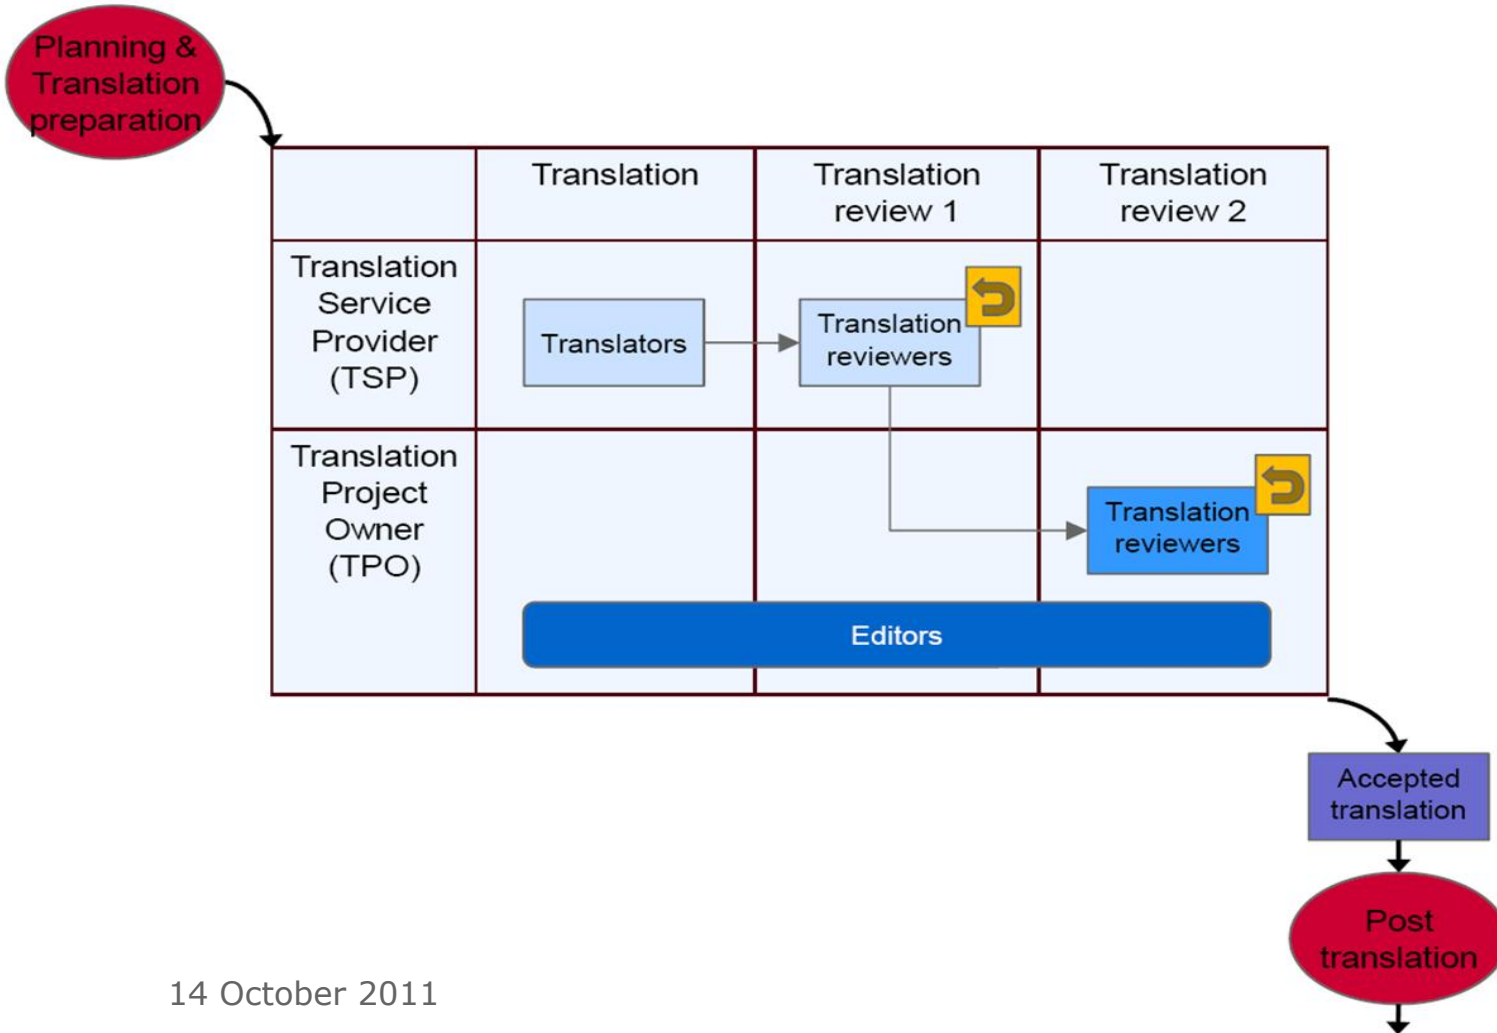 Planning &
Translation
preparation
Translation
Translation
review 1
Translation
review 2
Translation
Service
Provider
(TSP)
Translators
Translation
reviewers
Translation
Project
Owner
(TPO)
Translation
reviewers
Editors
Accepted
translation
Post
translation
14 October 2011